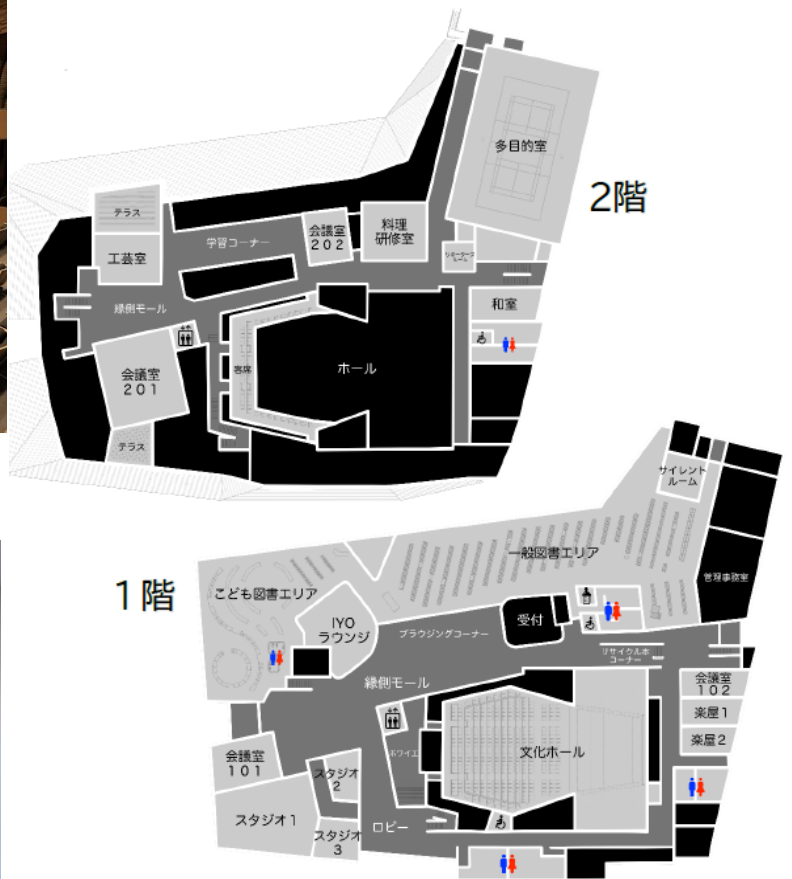 多目的室
2階
テラス
会議室
202
料理
研修室
学習コーナー
工芸室
和室
縁側モール
ホール
客席
会議室
201
テラス
サイレント
ルーム
一般図書エリア
管理事務室
1階
こども図書エリア
IYO
ラウンジ
受付
ブラウジングコーナー
リサイクル本
コーナー
縁側モール
会議室
102
楽屋1
楽屋2
ホワイエ
文化ホール
会議室
101
スタジオ
2
スタジオ1
ロビー
スタジオ
3